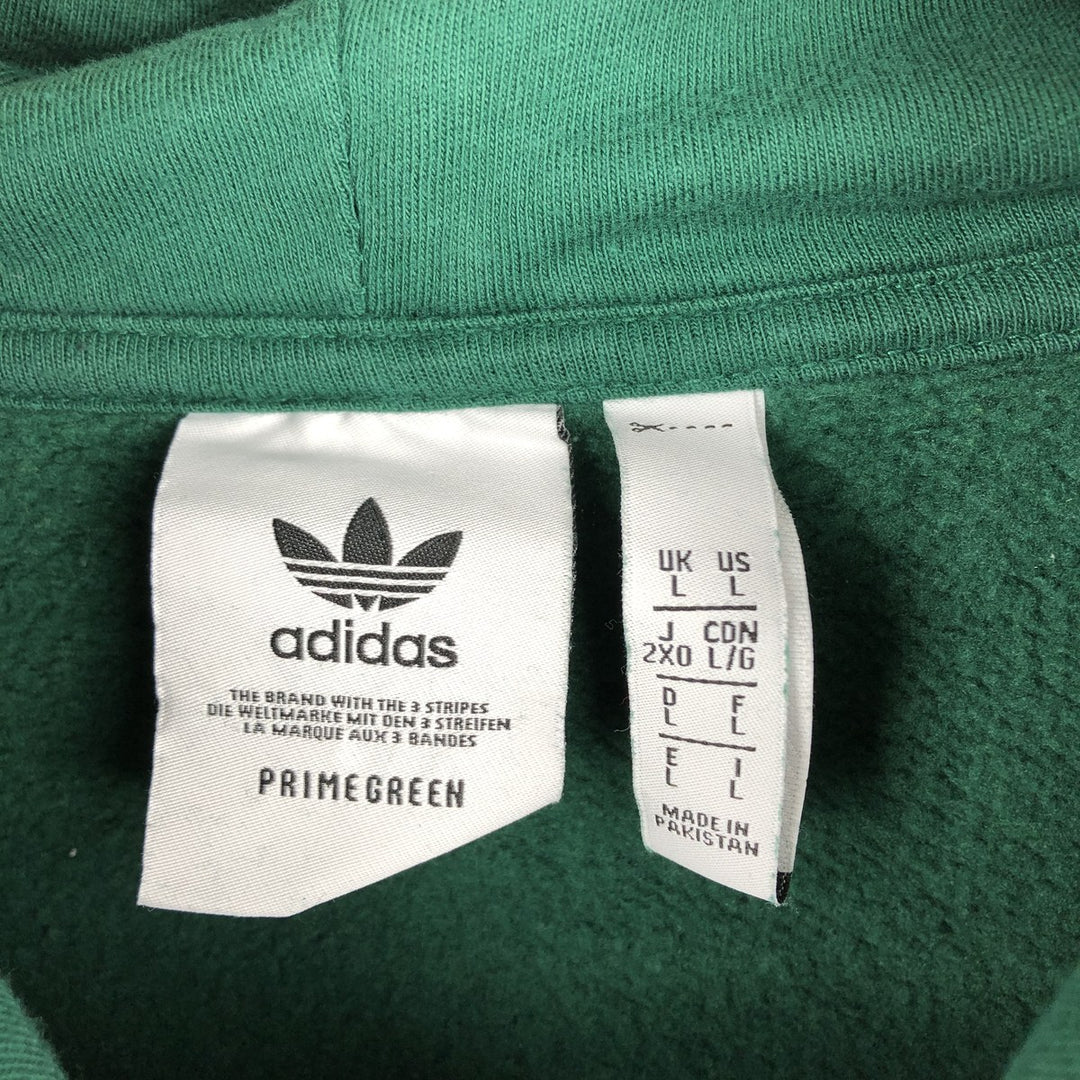 adidas
THE BRAND WITH THE 3 STRIPES
DIE WELTMARKE MIT DEN 3 STREIFEN
LA MARQUE AUX 3 BANDES
PRIMEGREEN
UK US
L L
J CDN
2XO L/G
D F
L L
E I
L L
MADE IN
PAKISTAN